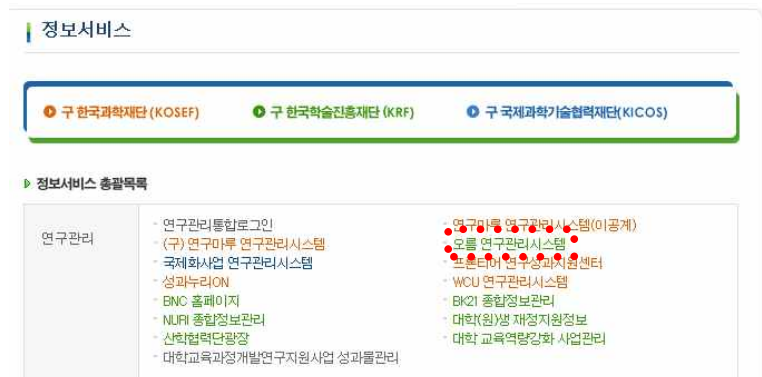 정보서비스
구 한국과학재단(KOSEF) 구 한국학술진흥재단(KRF) 구 국제과학기술협력재단(KICOS)
정보서비스 총괄목록
연구관리
연구관리통합로그인 연구마루 연구관리시스템(이공계)
(구) 연구마루 연구관리시스템 오름 연구관리시스템
국제화사업 연구관리시스템 프론티어 연구성과지원센터
성과누리ON WCU 연구관리시스템
BNC 홈페이지 BK21 종합정보관리
NURI 종합정보관리 대학(원)생 재정지원정보
산학협력단광장 대학 교육역량강화 사업관리
대학교육과정개발연구지원사업 성과물관리